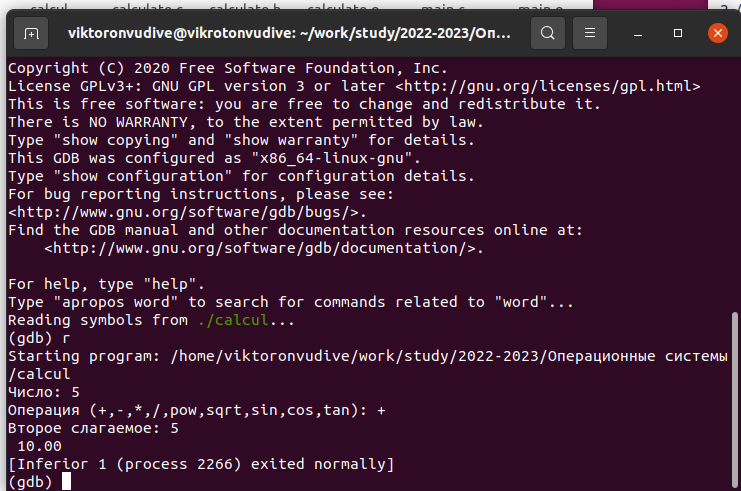 viktoronvudive@vikrotonvudive: ~/work/study/2022-2023/Оп...
Copyright (C) 2020 Free Software Foundation, Inc.
License GPLv3+: GNU GPL version 3 or later <http://gnu.org/licenses/gpl.html>
This is free software: you are free to change and redistribute it.
There is NO WARRANTY, to the extent permitted by law.
Type "show copying" and "show warranty" for details.
This GDB was configured as "x86_64-linux-gnu".
Type "show configuration" for configuration details.
For bug reporting instructions, please see:
<http://www.gnu.org/software/gdb/bugs/>.
Find the GDB manual and other documentation resources online at:
    <http://www.gnu.org/software/gdb/documentation/>.

For help, type "help".
Type "apropos word" to search for commands related to "word"...
Reading symbols from ./calcul...
(gdb) r
Starting program: /home/viktoronvudive/work/study/2022-2023/Операционные системы
/calcul
Число: 5
Операция (+,-,*,/,pow,sqrt,sin,cos,tan): +
Второе слагаемое: 5
 10.00
[Inferior 1 (process 2266) exited normally]
(gdb)